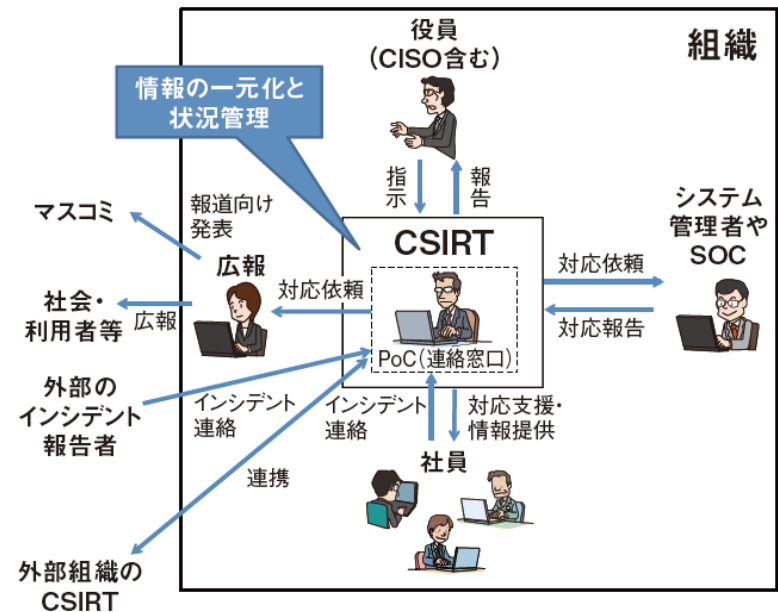 組織
役員
(CISO含む)
情報の一元化と
状況管理
指示
報告
マスコミ
報道向け
発表
広報
CSIRT
システム
管理者や
SOC
対応依頼
対応依頼
対応報告
社会・
利用者等
広報
PoC(連絡窓口)
外部の
インシデント
報告者
インシデント
連絡
インシデント
連絡
対応支援・
情報提供
社員
連携
外部組織の
CSIRT